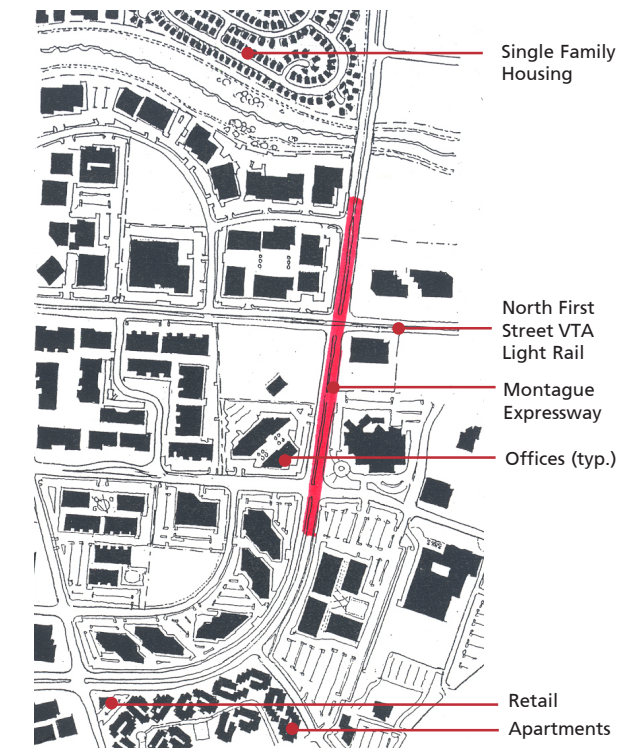 Single Family
Housing
North First
Street VTA
Light Rail
Montague
Expressway
Offices (typ.)
Retail
Apartments